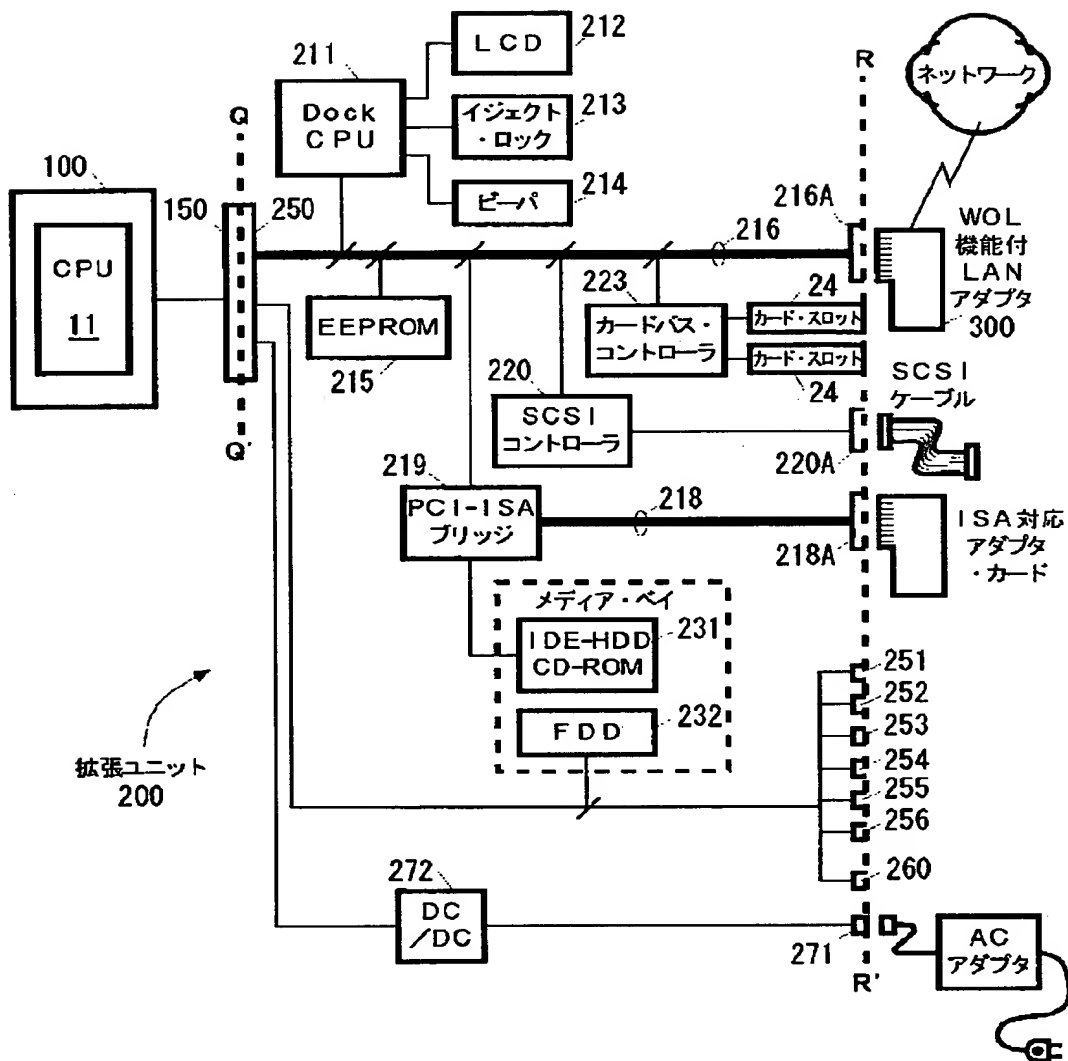 LCD
212
211
Dock
CPU
イジェクト
・ロック
213
ビーパ
214
R
ネットワーク
Q
100
150
250
CPU
11
216A
216
WOL
機能付
LAN
アダプタ
300
223
24
カードバス・
コントローラ
カード・スロット
カード・スロット
24
EEPROM
215
220
SCSI
コントローラ
SCSI
ケーブル
220A
Q'
219
PCI-ISA
ブリッジ
218
218A
ISA対応
アダプタ
・カード
メディア・ベイ
IDE-HDD
CD-ROM
231
FDD
232
251
252
253
254
255
256
260
拡張ユニット
200
272
DC
/DC
271
R'
AC
アダプタ